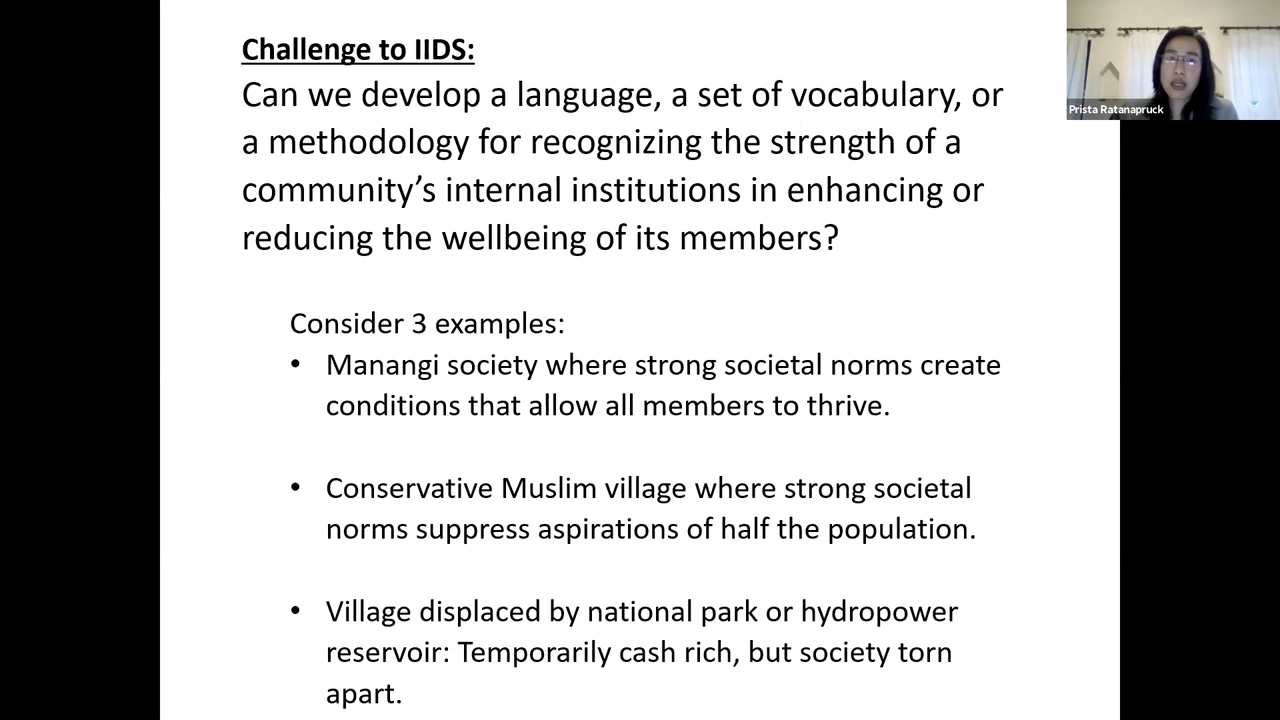 Challenge to IIDS:
Can we develop a language, a set of vocabulary, or
a methodology for recognizing the strength of a
community’s internal institutions in enhancing or
reducing the wellbeing of its members?
Consider 3 examples:
• Manangi society where strong societal norms create
conditions that allow all members to thrive.
• Conservative Muslim village where strong societal
norms suppress aspirations of half the population.
• Village displaced by national park or hydropower
reservoir: Temporarily cash rich, but society torn
apart.
Prista Ratanapruck